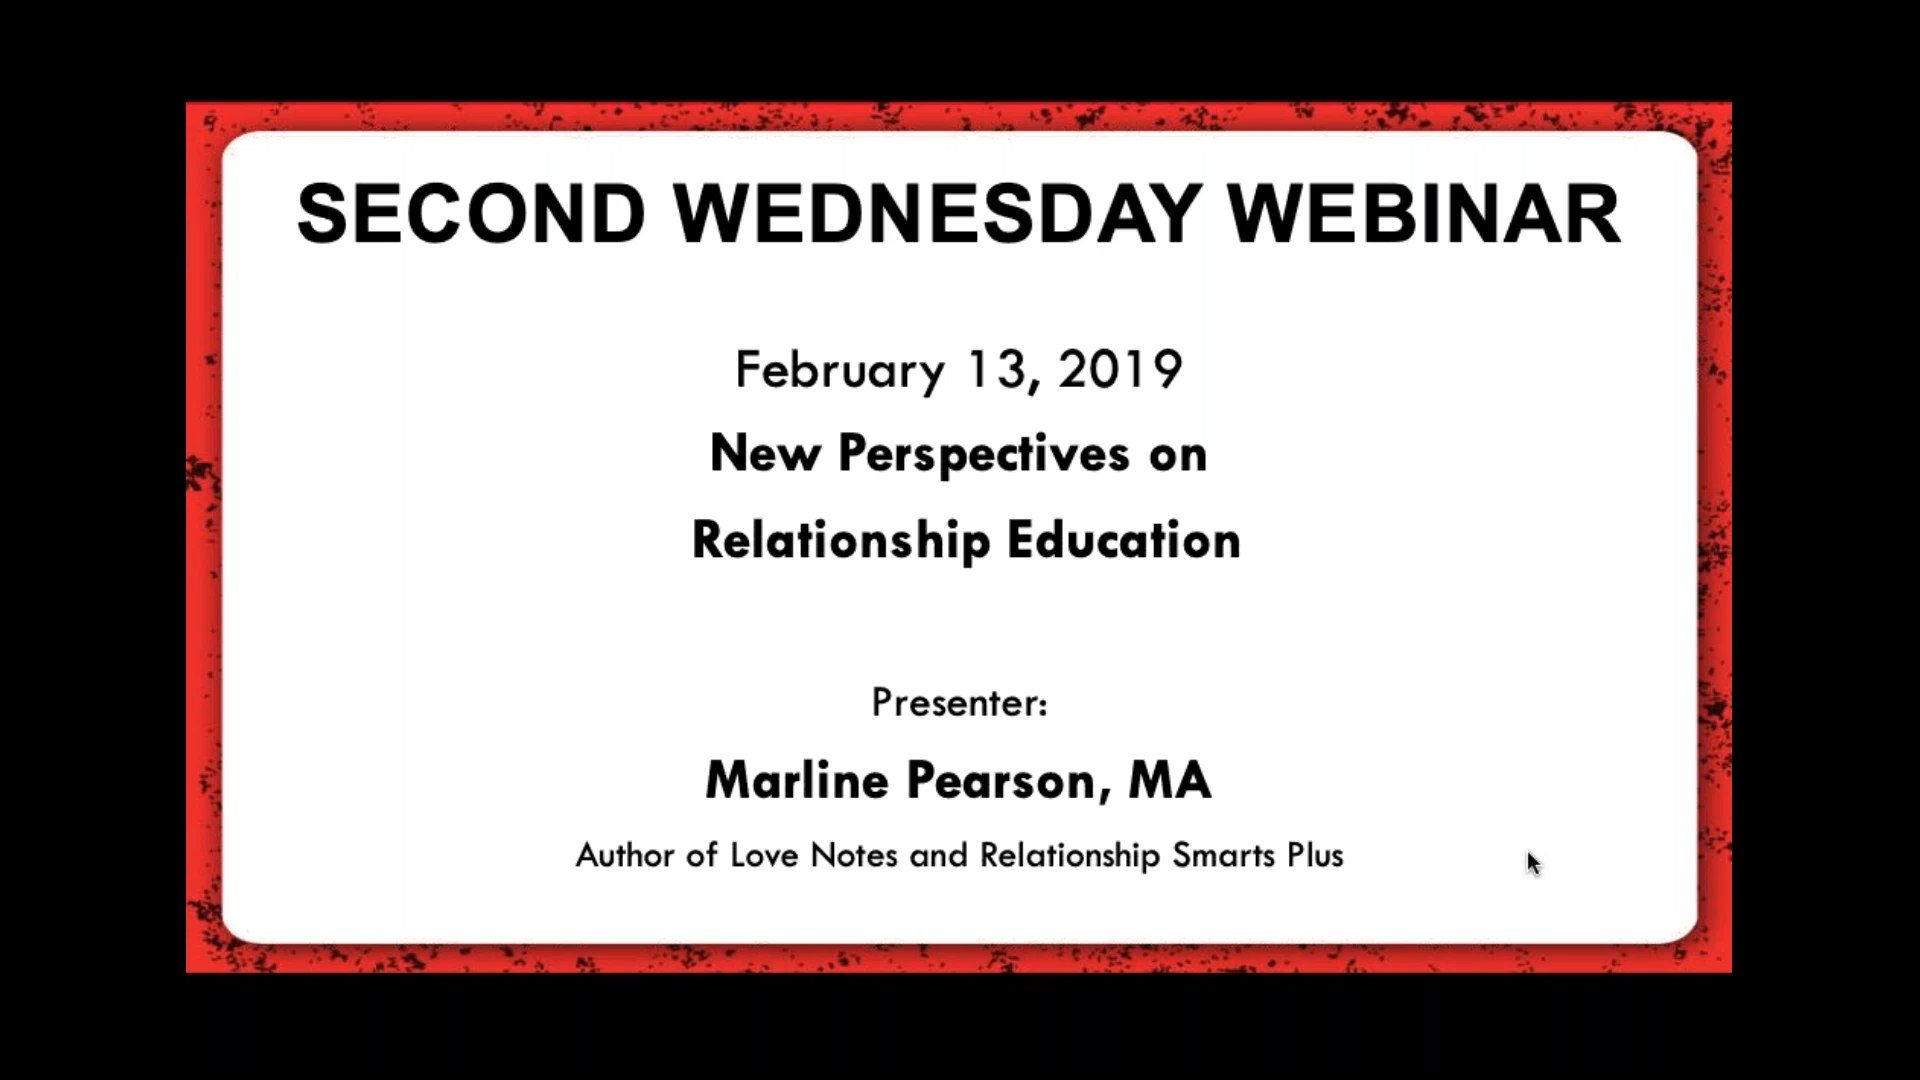 SECOND WEDNESDAY WEBINAR
February 13, 2019
New Perspectives on
Relationship Education
Presenter:
Marline Pearson, MA
Author of Love Notes and Relationship Smarts Plus